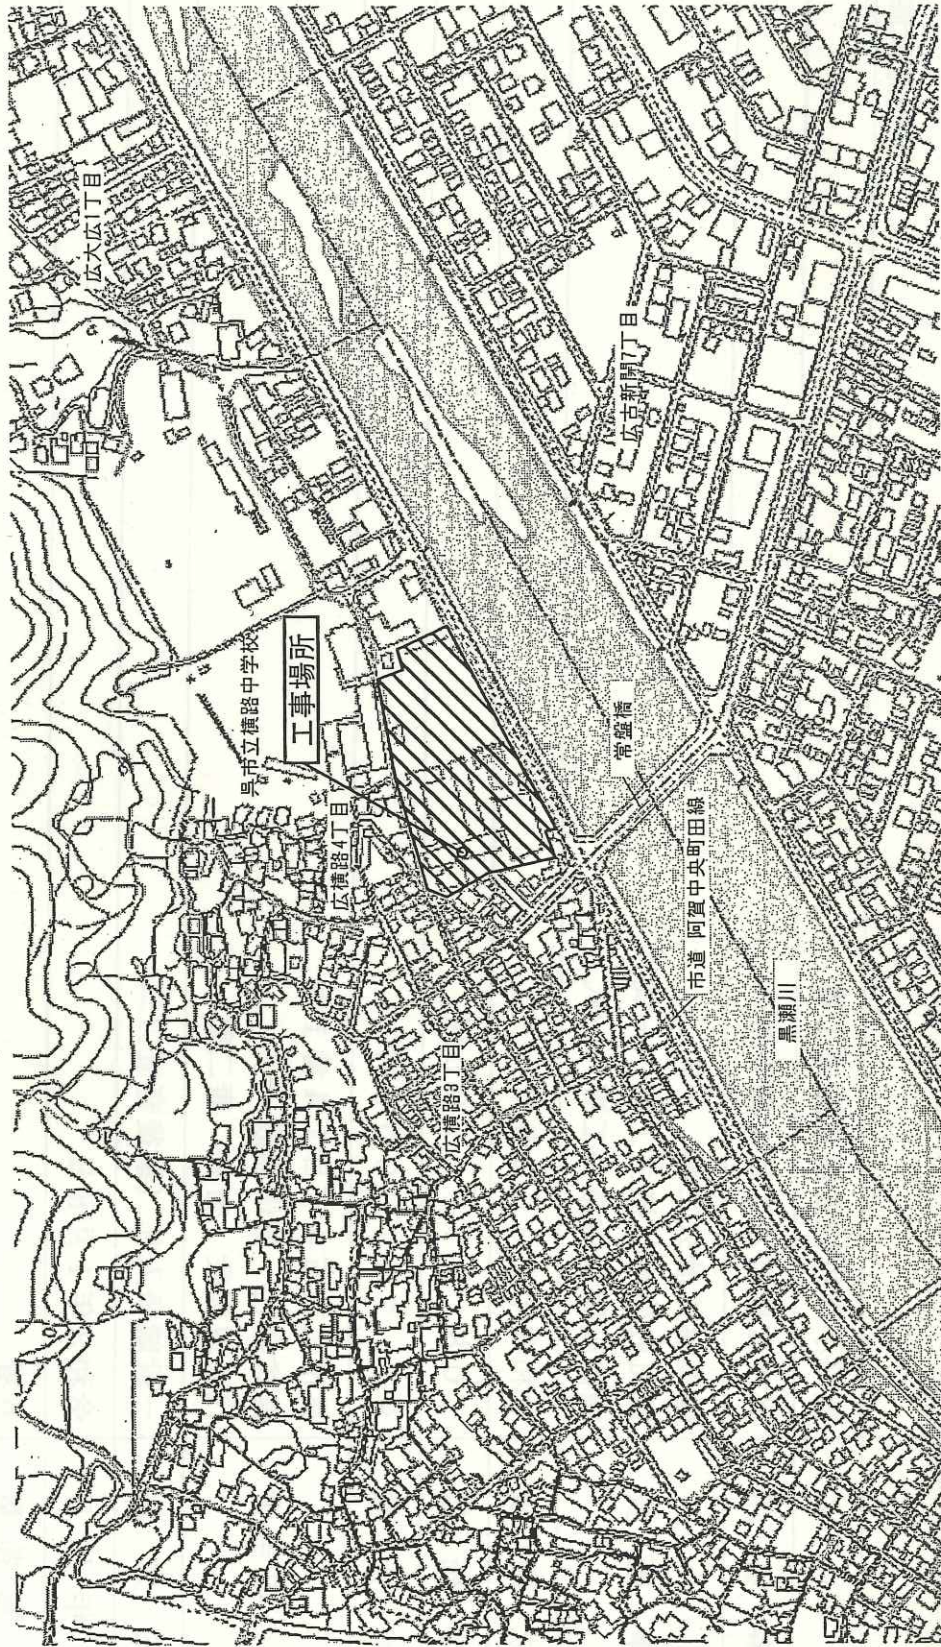 広大広1丁目
呉市立横路中学校
工事場所
広横路4丁目
広古新開7丁目
常盤橋
広横路3丁目
市道 阿賀中央町田線
黒瀬川